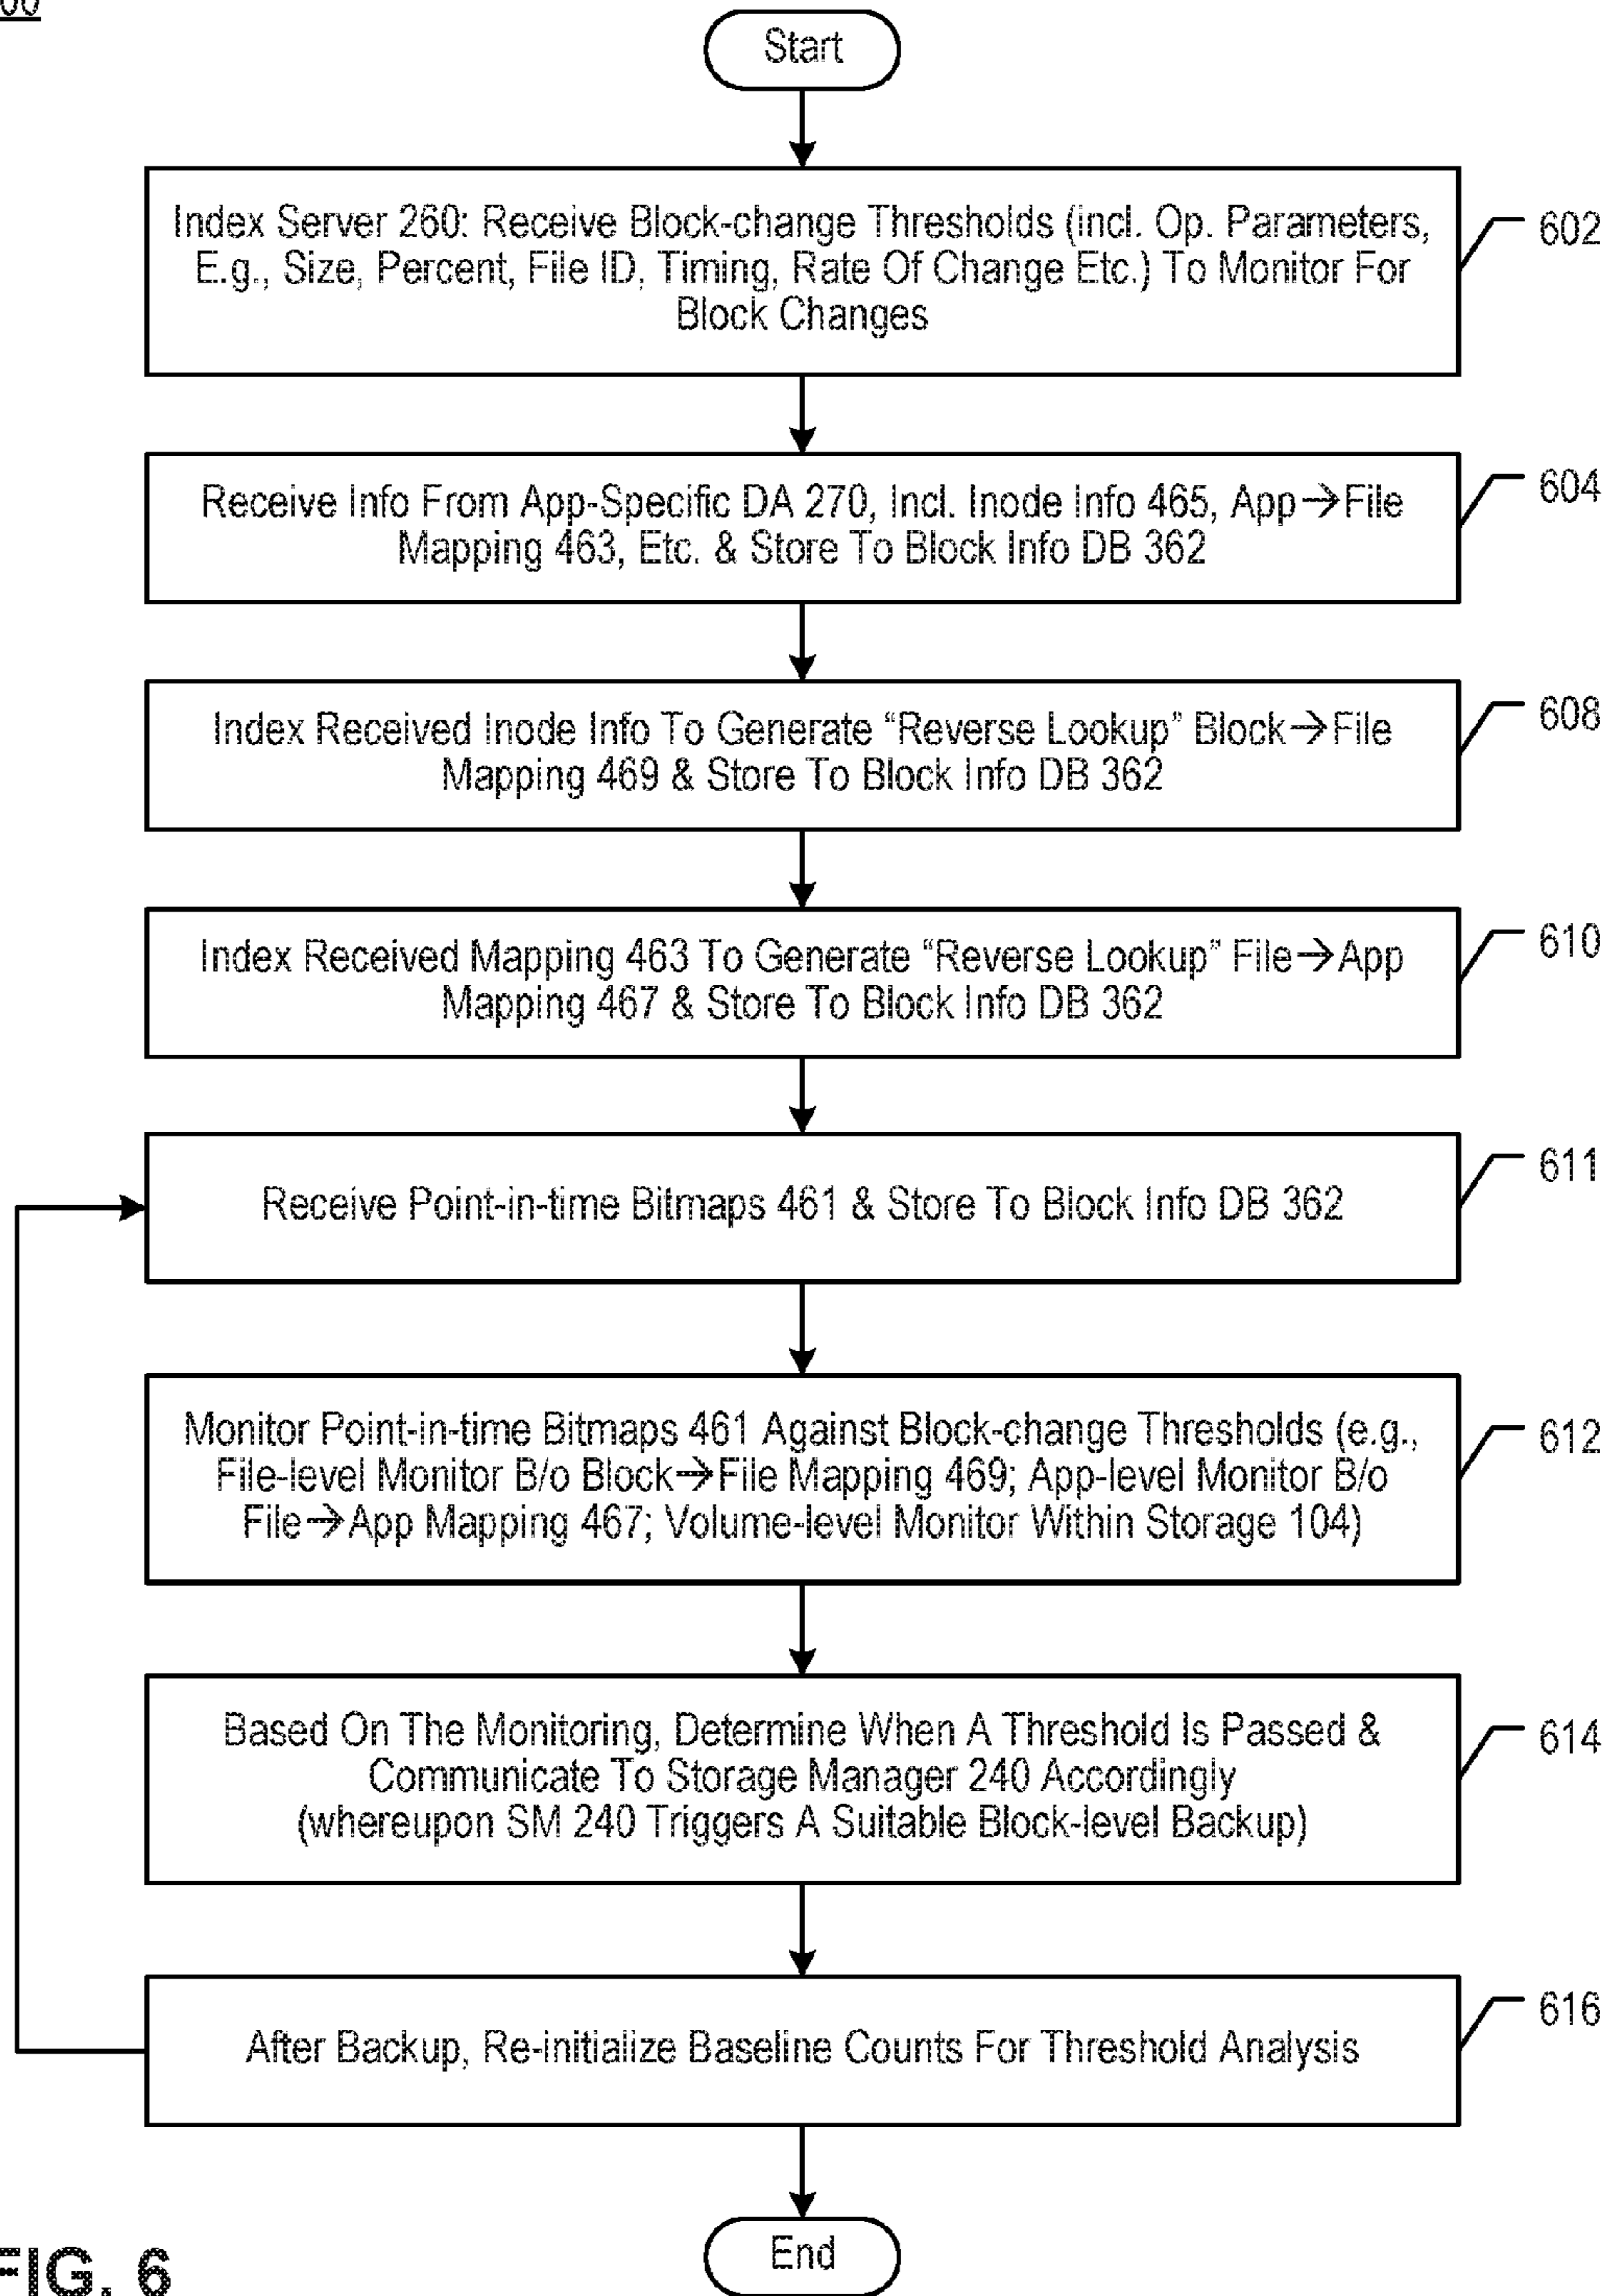 Start
Index Server 260: Receive Block-change Thresholds (incl. Op. Parameters,
E.g., Size, Percent, File ID, Timing, Rate Of Change Etc.) To Monitor For
Block Changes
602
Receive Info From App-Specific DA 270, Incl. Inode Info 465, App→File
Mapping 463, Etc. & Store To Block Info DB 362
604
Index Received Inode Info To Generate “Reverse Lookup” Block→File
Mapping 469 & Store To Block Info DB 362
608
Index Received Mapping 463 To Generate “Reverse Lookup” File→App
Mapping 467 & Store To Block Info DB 362
610
Receive Point-in-time Bitmaps 461 & Store To Block Info DB 362
611
Monitor Point-in-time Bitmaps 461 Against Block-change Thresholds (e.g.,
File-level Monitor B/o Block→File Mapping 469; App-level Monitor B/o
File→App Mapping 467; Volume-level Monitor Within Storage 104)
612
Based On The Monitoring, Determine When A Threshold Is Passed &
Communicate To Storage Manager 240 Accordingly
(whereupon SM 240 Triggers A Suitable Block-level Backup)
614
After Backup, Re-initialize Baseline Counts For Threshold Analysis
616
End
FIG. 6